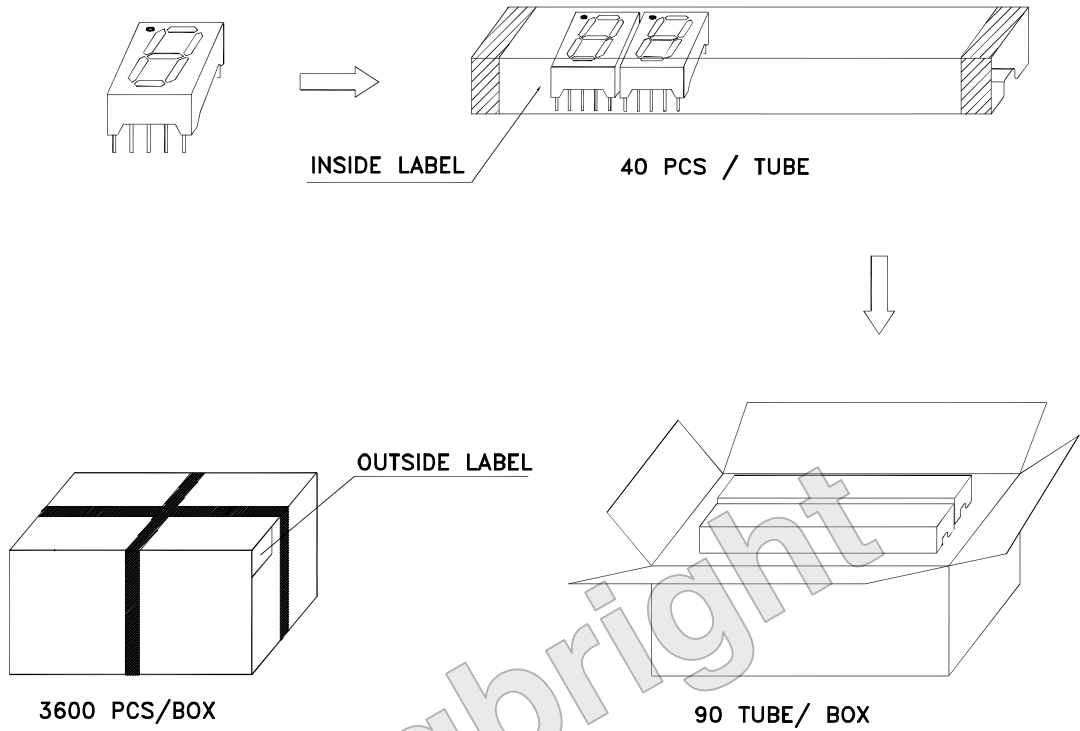 INSIDE LABEL
40 PCS / TUBE
OUTSIDE LABEL
3600 PCS/BOX
90 TUBE/ BOX